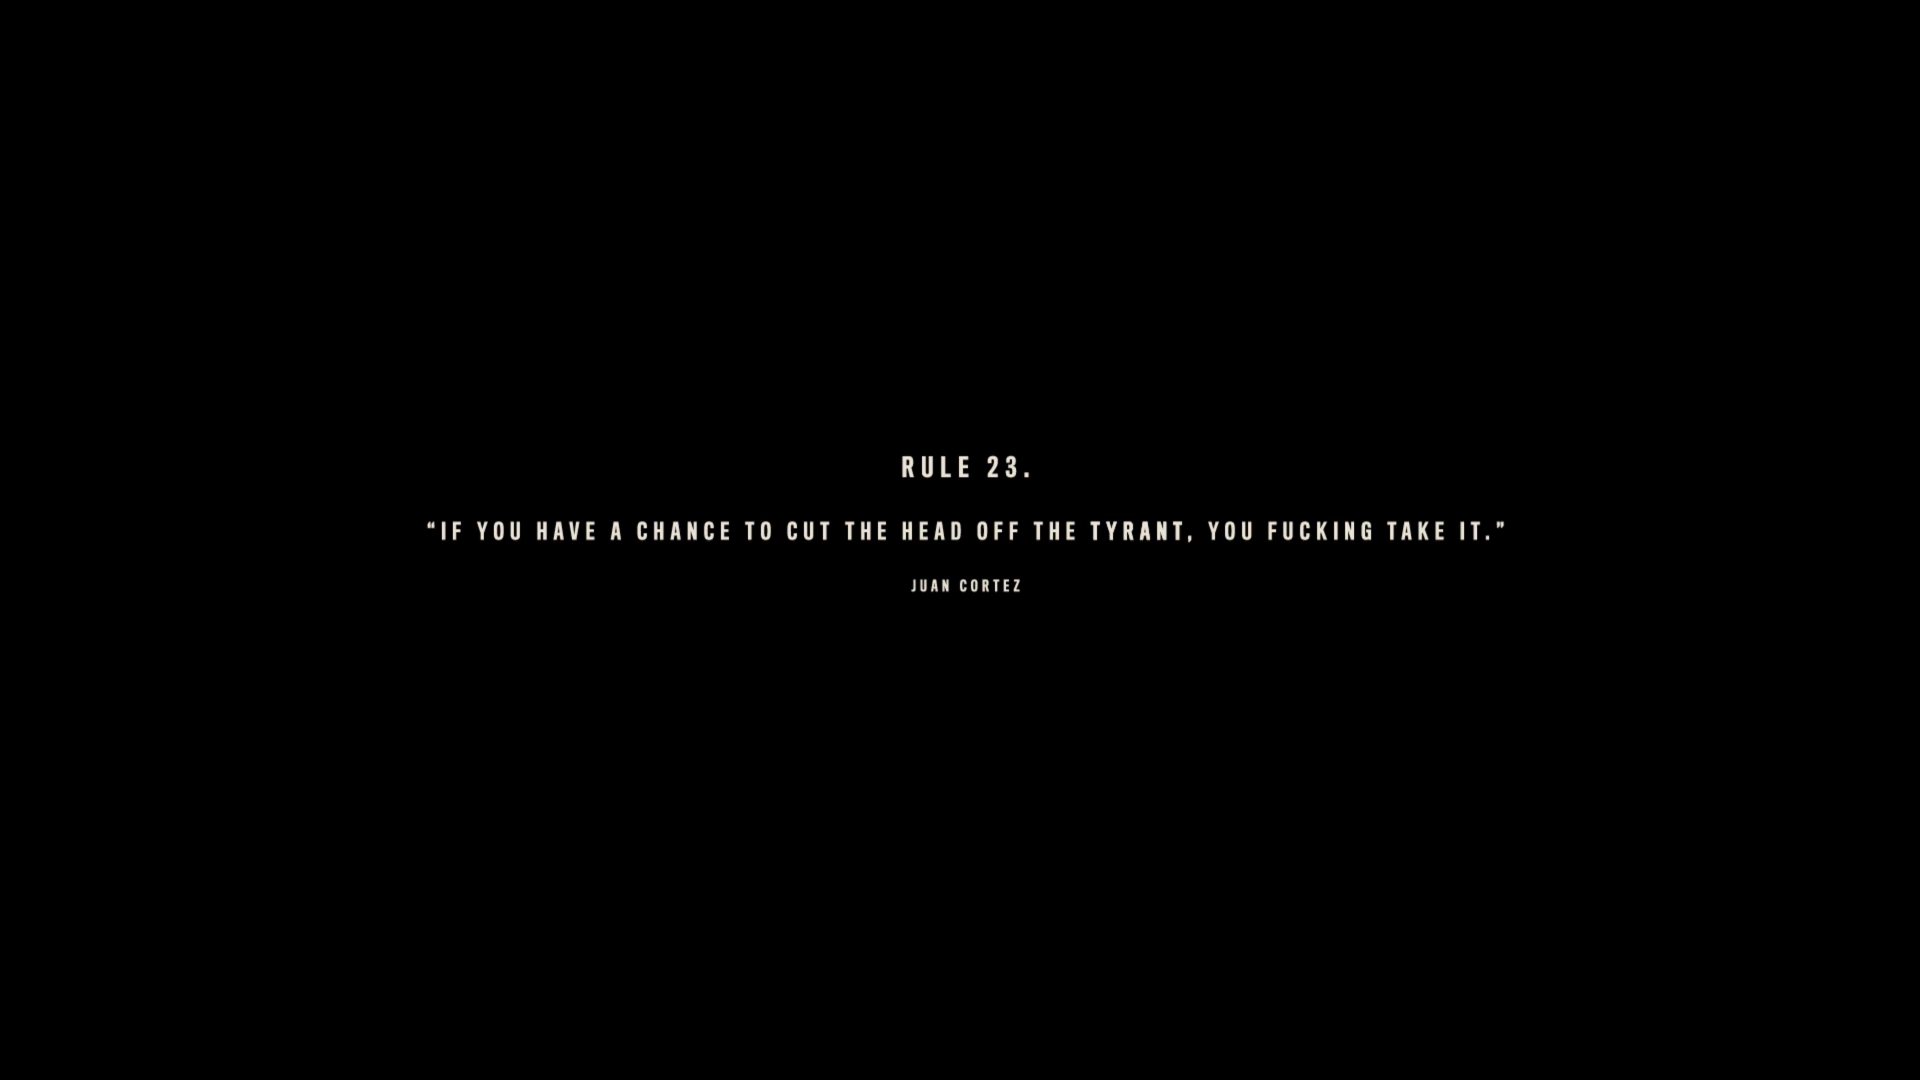 RULE 23.
“IF YOU HAVE A CHANCE TO CUT THE HEAD OFF THE TYRANT, YOU FUCKING TAKE IT.”
JUAN CORTEZ